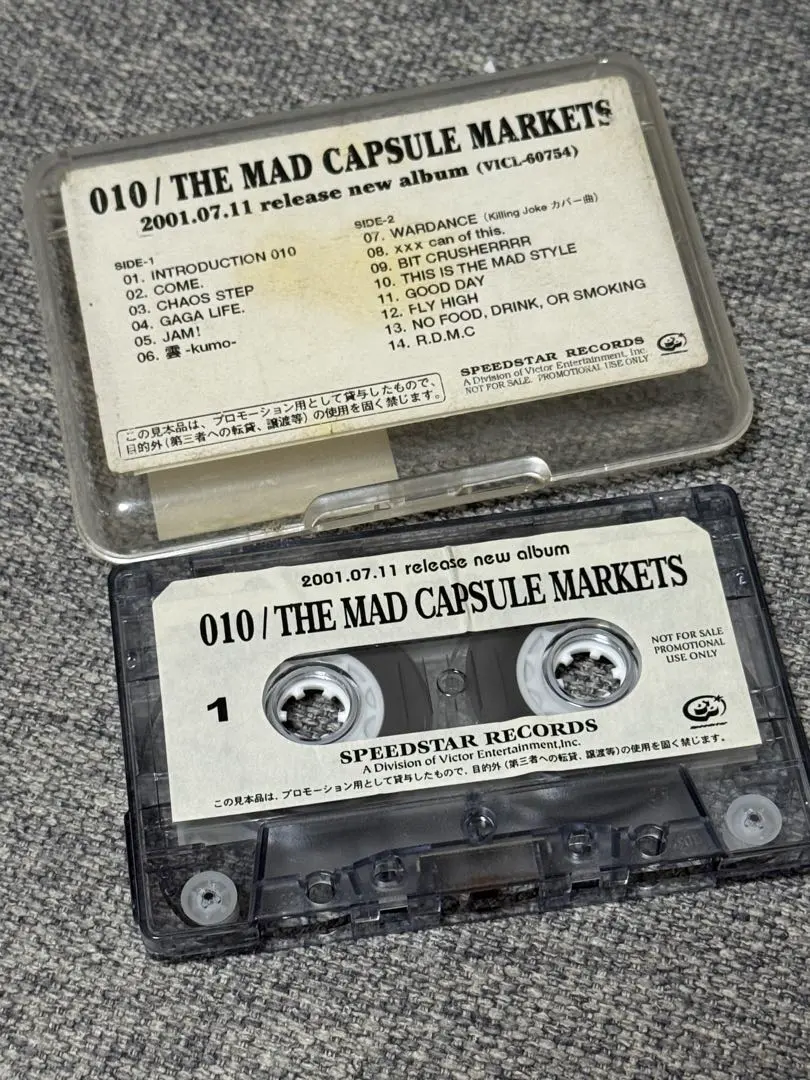 010 / THE MAD CAPSULE MARKETS
2001.07.11 release new album (VICL-60754)
SIDE-1
01. INTRODUCTION 010
02. COME.
03. CHAOS STEP
04. GAGA LIFE.
05. JAM!
06. 雲 -kumo-
SIDE-2
07. WARDANCE (Killing Joke カバー曲)
08. xxx can of this.
09. BIT CRUSHERRRR
10. THIS IS THE MAD STYLE
11. GOOD DAY
12. FLY HIGH
13. NO FOOD, DRINK, OR SMOKING
14. R.D.M.C
この見本品は、プロモーション用として貸与したもので、
目的外(第三者への転貸、譲渡等)の使用を固く禁じます。
SPEEDSTAR RECORDS
A Division of Victor Entertainment, Inc.
NOT FOR SALE. PROMOTIONAL USE ONLY
2001.07.11 release new album
010 / THE MAD CAPSULE MARKETS
NOT FOR SALE
PROMOTIONAL
USE ONLY
1
SPEEDSTAR RECORDS
A Division of Victor Entertainment,Inc.
この見本品は、プロモーション用として貸与したもので、目的外(第三者への転貸、譲渡等)の使用を固く禁じます。